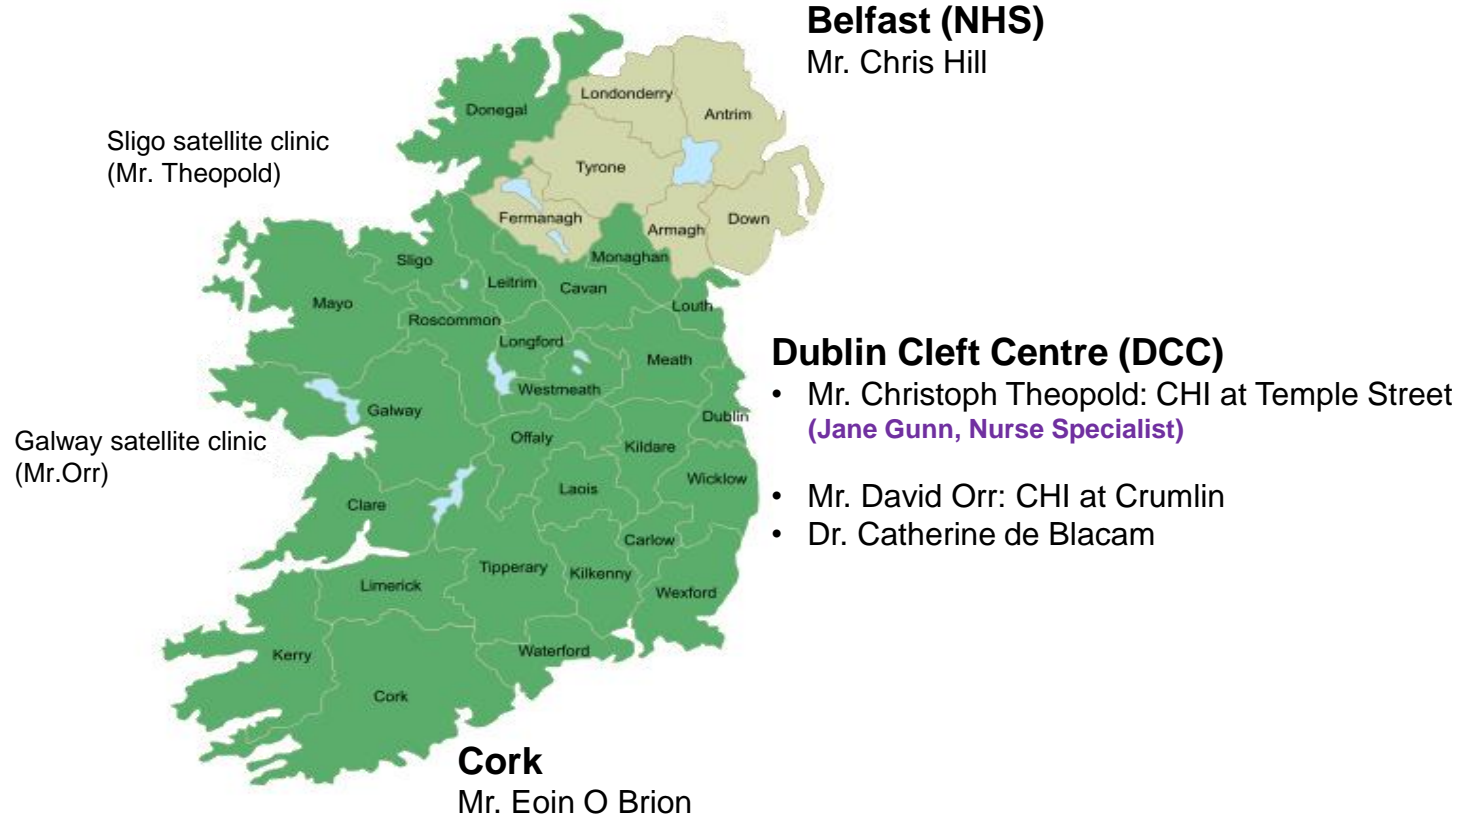 Belfast (NHS)
Mr. Chris Hill
Sligo satellite clinic
(Mr. Theopold)
Donegal
Londonderry
Antrim
Tyrone
Fermanagh
Armagh
Down
Monaghan
Sligo
Leitrim
Cavan
Mayo
Louth
Roscommon
Longford
Meath
Westmeath
Galway
Dublin
Offaly
Kildare
Wicklow
Laois
Clare
Carlow
Tipperary
Kilkenny
Limerick
Wexford
Waterford
Kerry
Cork
Galway satellite clinic
(Mr.Orr)
Dublin Cleft Centre (DCC)
• Mr. Christoph Theopold: CHI at Temple Street
(Jane Gunn, Nurse Specialist)
• Mr. David Orr: CHI at Crumlin
• Dr. Catherine de Blacam
Cork
Mr. Eoin O Brion